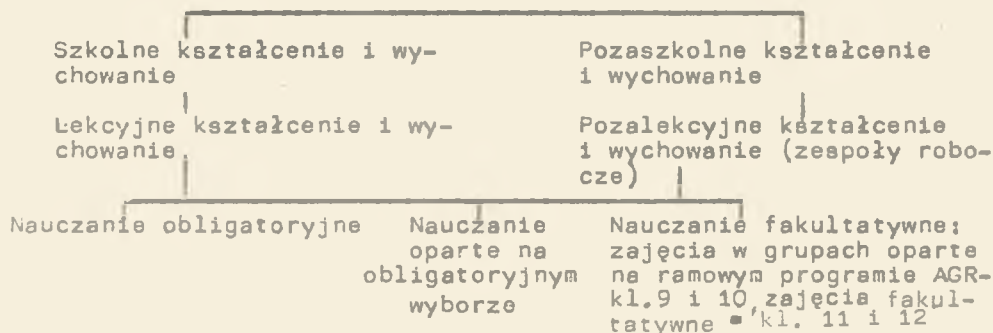 Szkolne kształcenie i wy-
chowanie
Pozaszkolne kształcenie
i wychowanie
Lekcyjne kształcenie i wy-
chowanie
Pozalekcyjne kształcenie
i wychowanie (zespoły robo-
cze)
Nauczanie obligatoryjne
Nauczanie
oparte na
obligatoryjnym
wyborze
Nauczanie fakultatywne:
zajęcia w grupach oparte
na ramowym programie AGR-
kl.9 i 10, zajęcia fakul-
tatywne - kl. 11 i 12